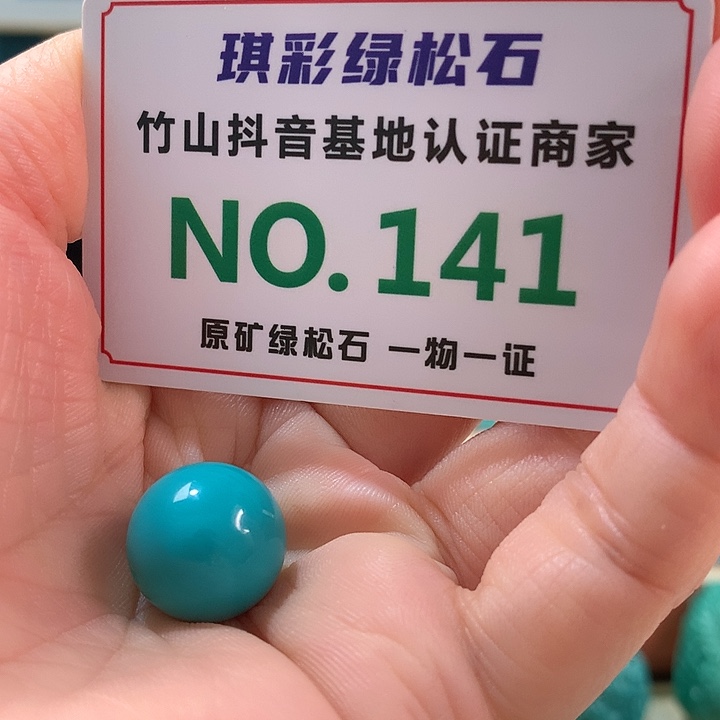 琪彩绿松石
竹山抖音基地认证商家
NO.141
原矿绿松石 一物一证